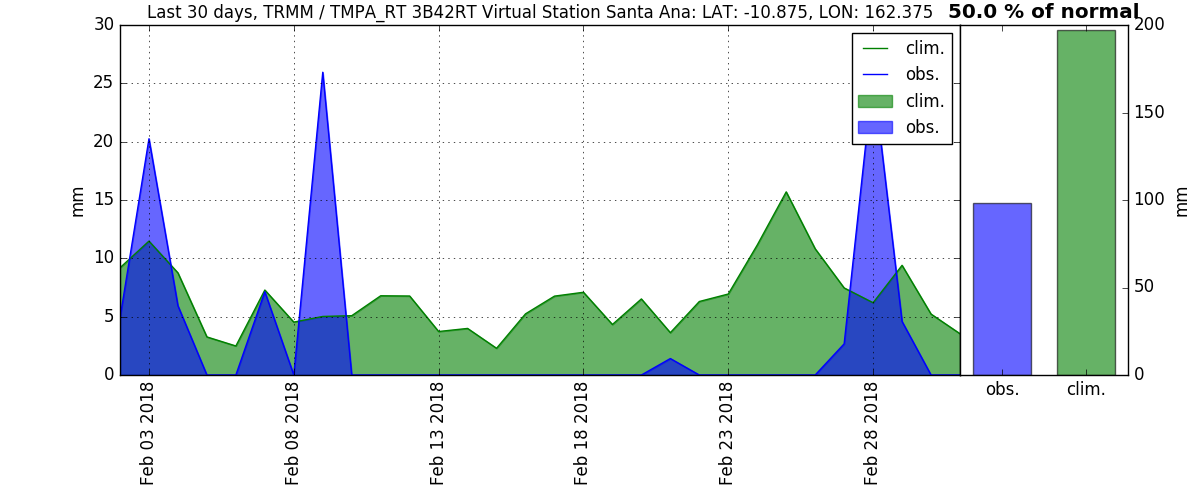 Last 30 days, TRMM / TMPA_RT 3B42RT Virtual Station Santa Ana: LAT: -10.875, LON: 162.375
50.0 % of normal
30
25
20
15
10
5
0
mm
clim.
obs.
clim.
obs.
Feb 03 2018
Feb 08 2018
Feb 13 2018
Feb 18 2018
Feb 23 2018
Feb 28 2018
200
150
100
50
0
mm
obs.
clim.